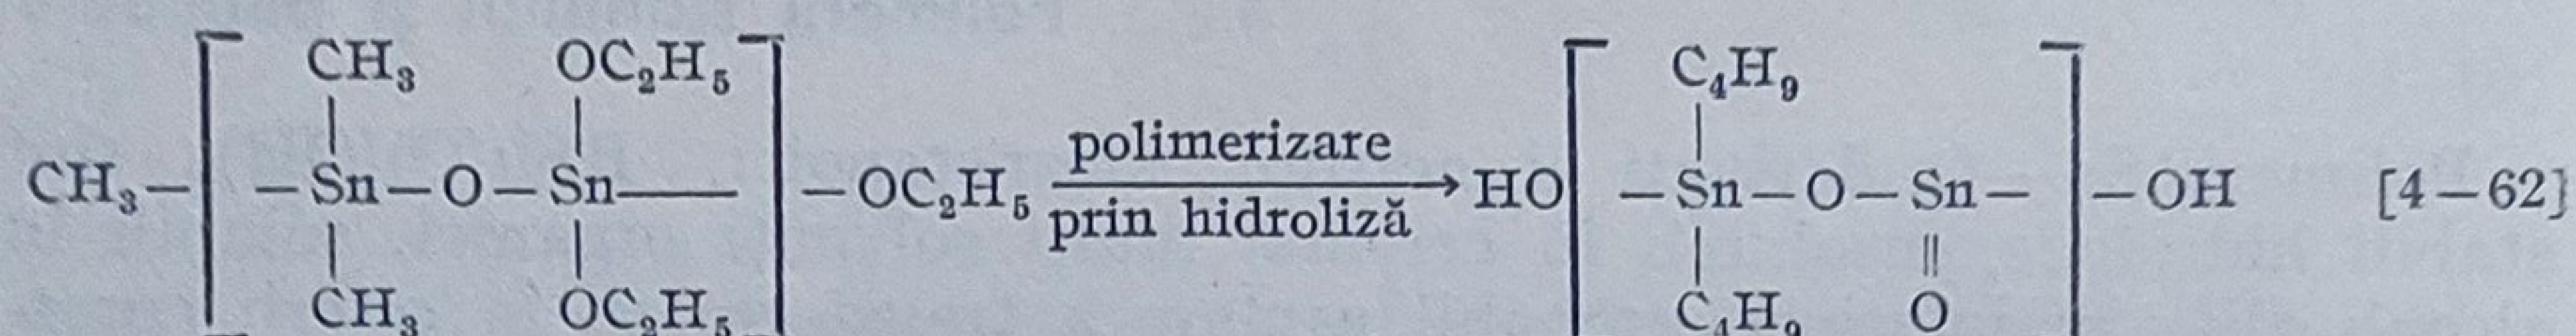 CH₃ OC₂H₅ C₄H₉
CH₃— —Sn—O—Sn— —OC₂H₅ polimerizare prin hidroliză → HO —Sn—O—Sn— —OH [4—62]
CH₃ OC₂H₅ C₄H₉ O